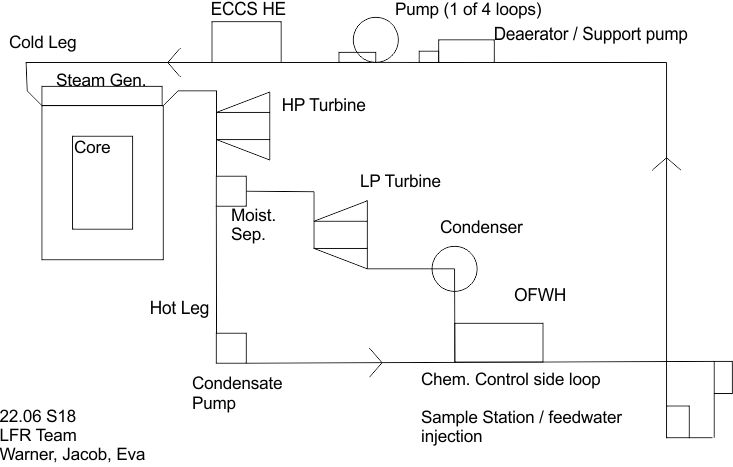 ECCS HE
Pump (1 of 4 loops)
Deaerator / Support pump
Cold Leg
Steam Gen.
HP Turbine
Core
LP Turbine
Moist.
Sep.
Condenser
OFWH
Hot Leg
Condensate
Pump
Chem. Control side loop
Sample Station / feedwater
injection
22.06 S18
LFR Team
Warner, Jacob, Eva